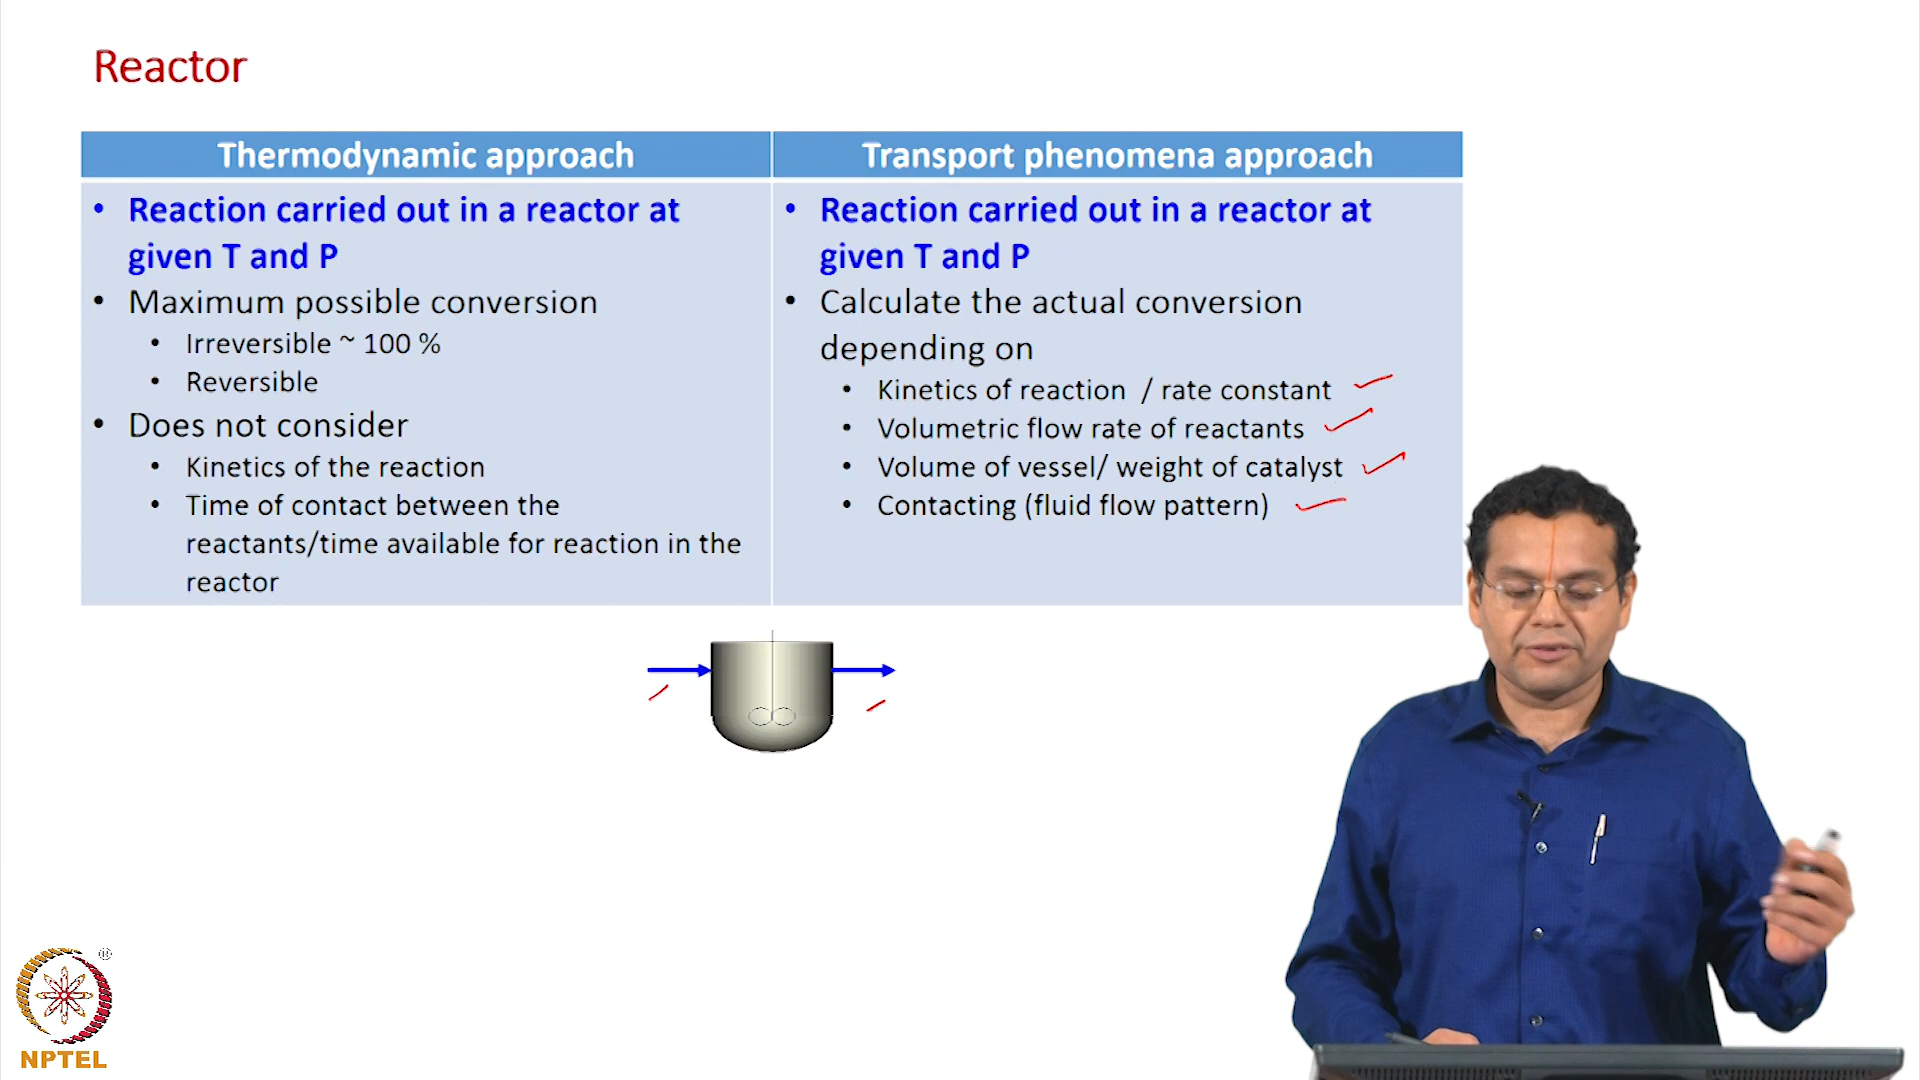 Reactor
Thermodynamic approach
• Reaction carried out in a reactor at
given T and P
• Maximum possible conversion
• Irreversible ~ 100 %
• Reversible
• Does not consider
• Kinetics of the reaction
• Time of contact between the
reactants/time available for reaction in the
reactor
Transport phenomena approach
• Reaction carried out in a reactor at
given T and P
• Calculate the actual conversion
depending on
• Kinetics of reaction / rate constant
• Volumetric flow rate of reactants
• Volume of vessel/ weight of catalyst
• Contacting (fluid flow pattern)
®
NPTEL